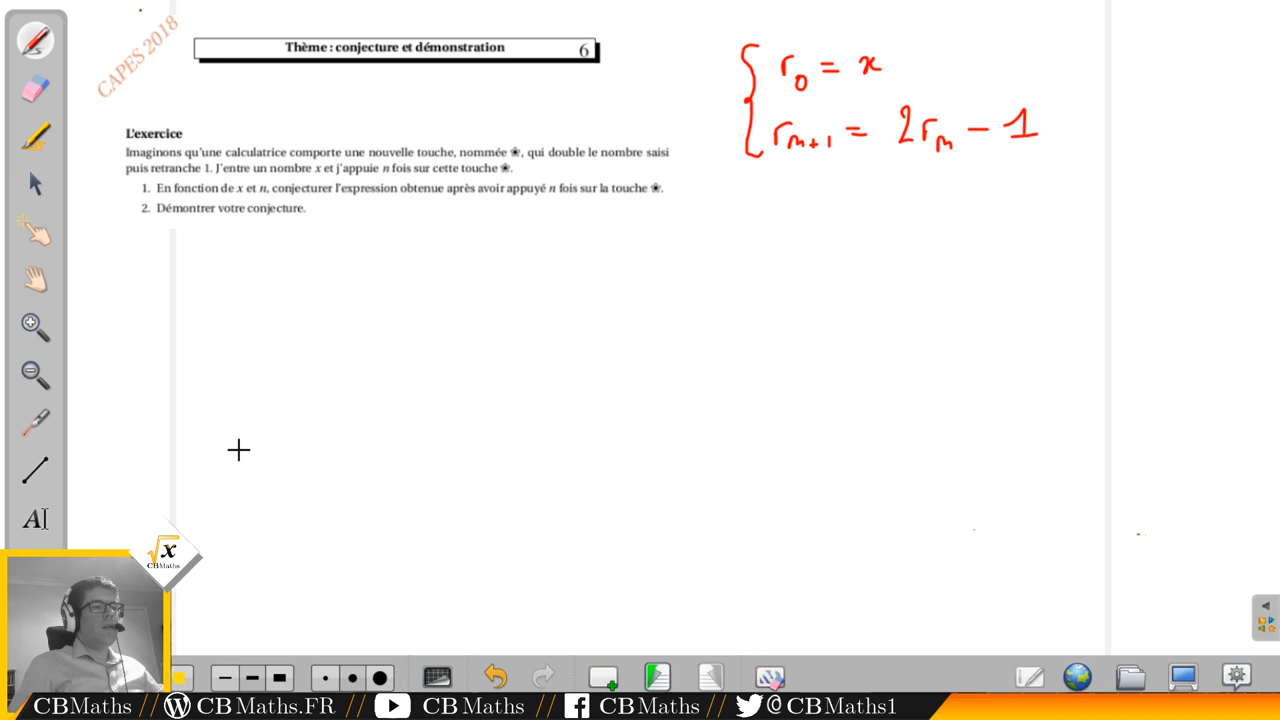 CAPES 2018
Thème : conjecture et démonstration 6
L'exercice
Imaginons qu'une calculatrice comporte une nouvelle touche, nommée ❀, qui double le nombre saisi
puis retranche 1. J'entre un nombre x et j'appuie n fois sur cette touche ❀.
1. En fonction de x et n, conjecturer l'expression obtenue après avoir appuyé n fois sur la touche ❀.
2. Démontrer votre conjecture.
r₀ = x
rₙ₊₁ = 2rₙ - 1
AI
√x
CBMaths
CBMaths // CBMaths.FR // CBMaths // CBMaths // @CBMaths1